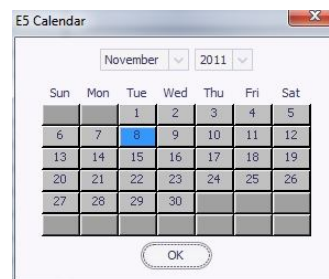 E5 Calendar
November 2011
Sun Mon Tue Wed Thu Fri Sat
1 2 3 4 5
6 7 8 9 10 11 12
13 14 15 16 17 18 19
20 21 22 23 24 25 26
27 28 29 30
OK